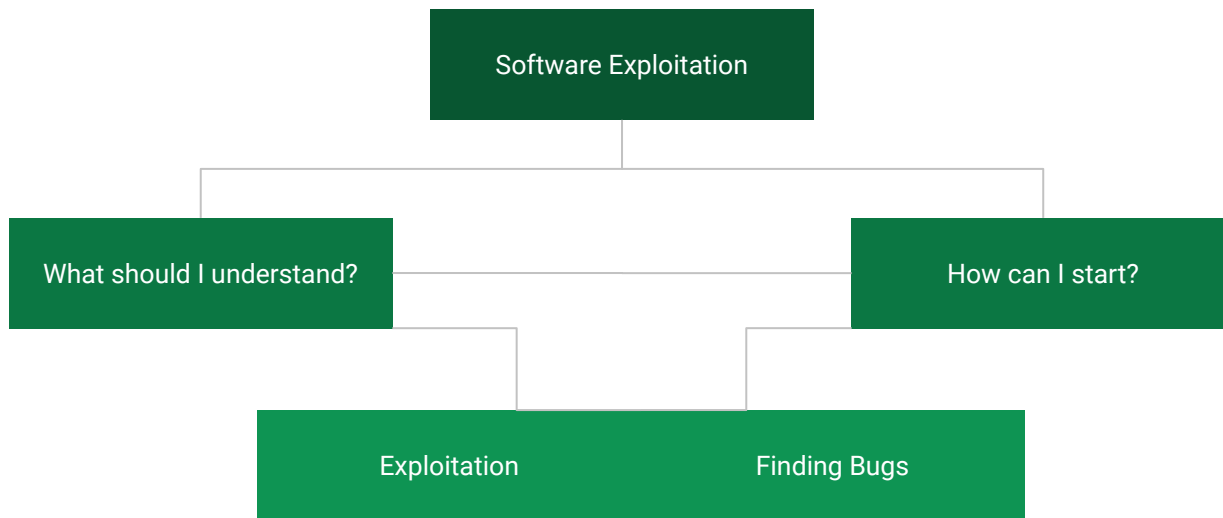 Software Exploitation
What should I understand?
How can I start?
Exploitation
Finding Bugs